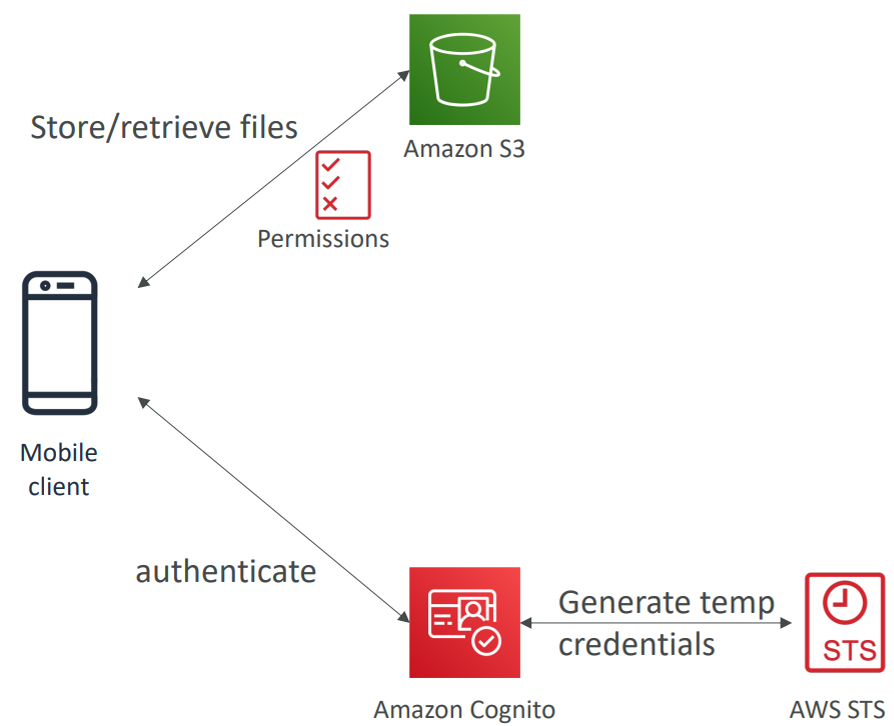 Store/retrieve files
Amazon S3
Permissions
Mobile
client
authenticate
Generate temp
credentials
STS
Amazon Cognito
AWS STS